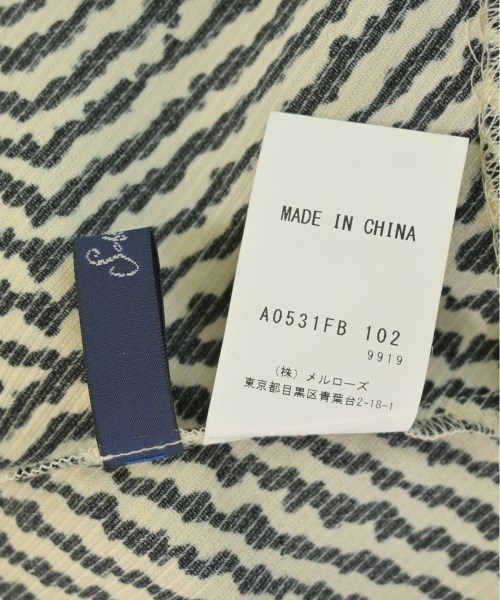 MADE IN CHINA
A0531FB 102
9919
(株) メルローズ
東京都目黒区青葉台2-18-1